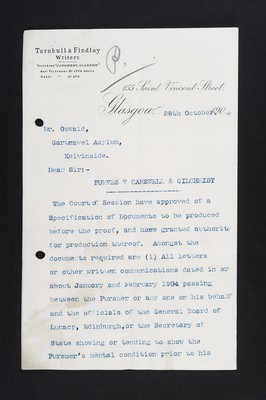 Turnbull & Findlay
Writers.
155 Saint Vincent Street,
Glasgow, 28th October, 190
Dr. Oswald,
Gartnavel Asylum,
Kelvinside.
Dear Sir:-
PURVES V CARSWELL & GILCHRIST
The Court of Session have approved of a
Specification of Documents to be produced
before the proof, and have granted authority
for production thereof. Amongst the
documents required are (1) All letters
or other written communications dated in or
about January and February 1904 passing
between the Pursuer or any one on his behalf
and the officials of the General Board of
Lunacy, Edinburgh, or the Secretary of
State showing or tending to show the
Pursuer's mental condition prior to his